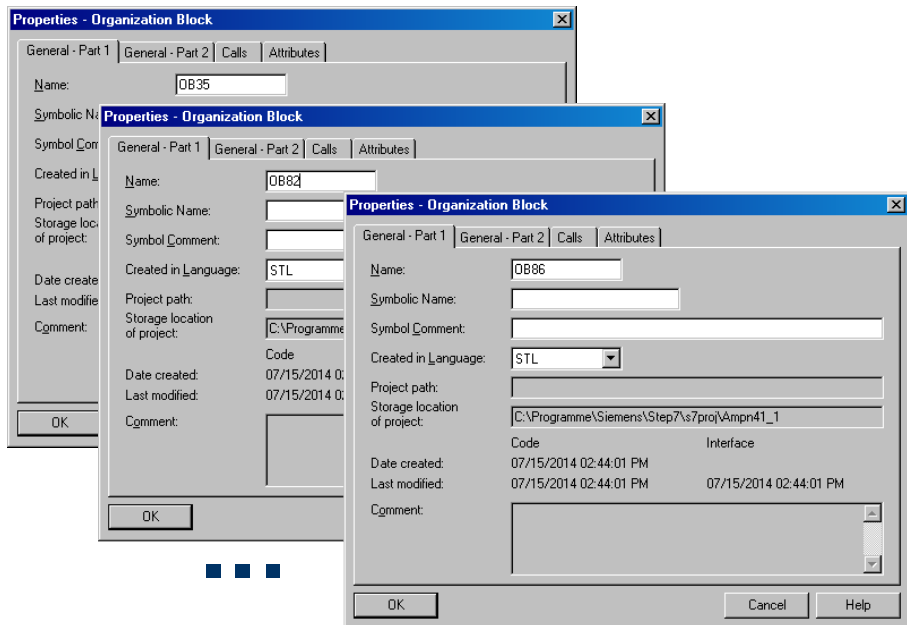 Properties - Organization Block
General - Part 1 General - Part 2 Calls Attributes
Name: OB35
Symbolic Na
Symbol Com
Created in L
Project path
Storage loca
of project:
Date create
Last modifie
Comment:
OK
Properties - Organization Block
General - Part 1 General - Part 2 Calls Attributes
Name: OB82
Symbolic Name:
Symbol Comment:
Created in Language: STL
Project path:
Storage location
of project: C:\Programme
Code
Date created: 07/15/2014 02
Last modified: 07/15/2014 02
Comment:
OK
Properties - Organization Block
General - Part 1 General - Part 2 Calls Attributes
Name: OB86
Symbolic Name:
Symbol Comment:
Created in Language: STL
Project path:
Storage location
of project: C:\Programme\Siemens\Step7\s7proj\Ampn41_1
Code Interface
Date created: 07/15/2014 02:44:01 PM
Last modified: 07/15/2014 02:44:01 PM 07/15/2014 02:44:01 PM
Comment:
OK Cancel Help